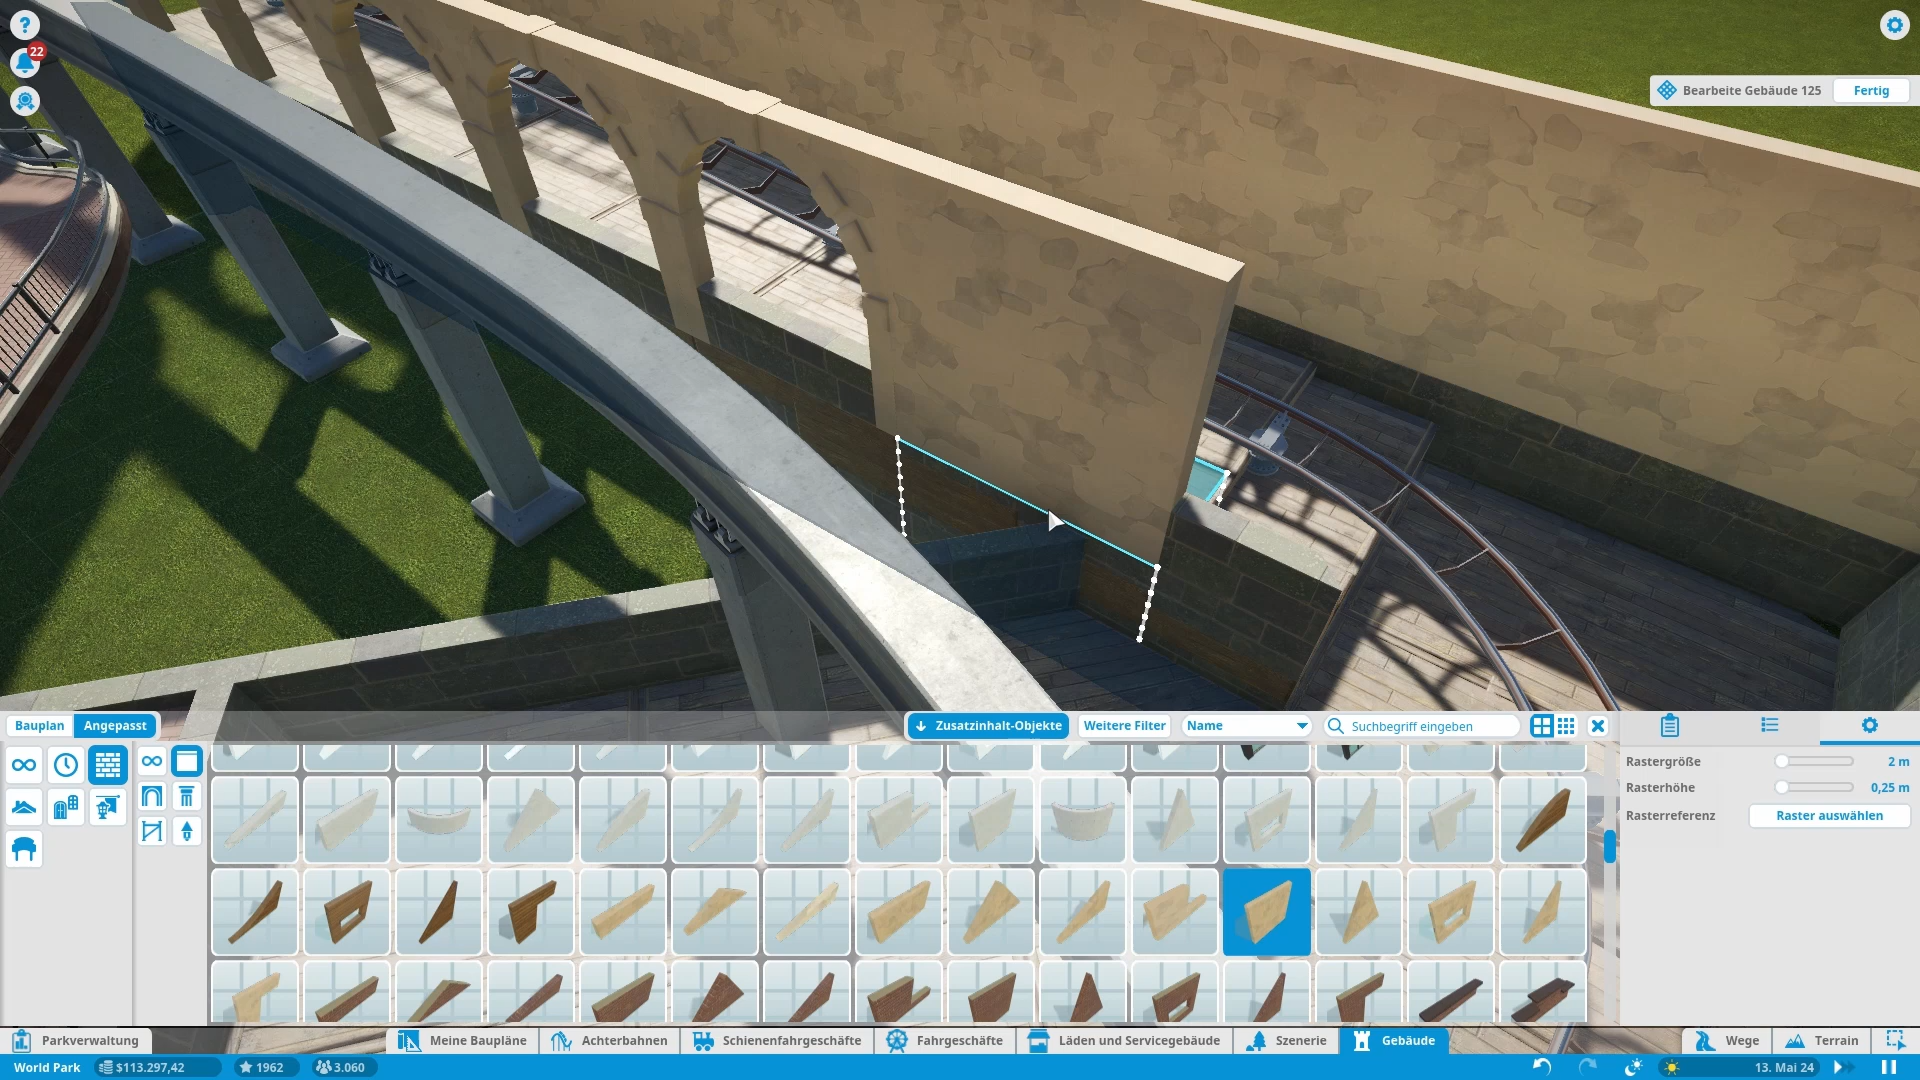 ?
22
Bearbeite Gebäude 125
Fertig
Bauplan
Angepasst
Zusatzinhalt-Objekte
Weitere Filter
Name
Suchbegriff eingeben
Rastergröße
2 m
Rasterhöhe
0,25 m
Rasterreferenz
Raster auswählen
Parkverwaltung
Meine Baupläne
Achterbahnen
Schienenfahrgeschäfte
Fahrgeschäfte
Läden und Servicegebäude
Szenerie
Gebäude
Wege
Terrain
World Park
$113.297,42
1962
3.060
13. Mai 24